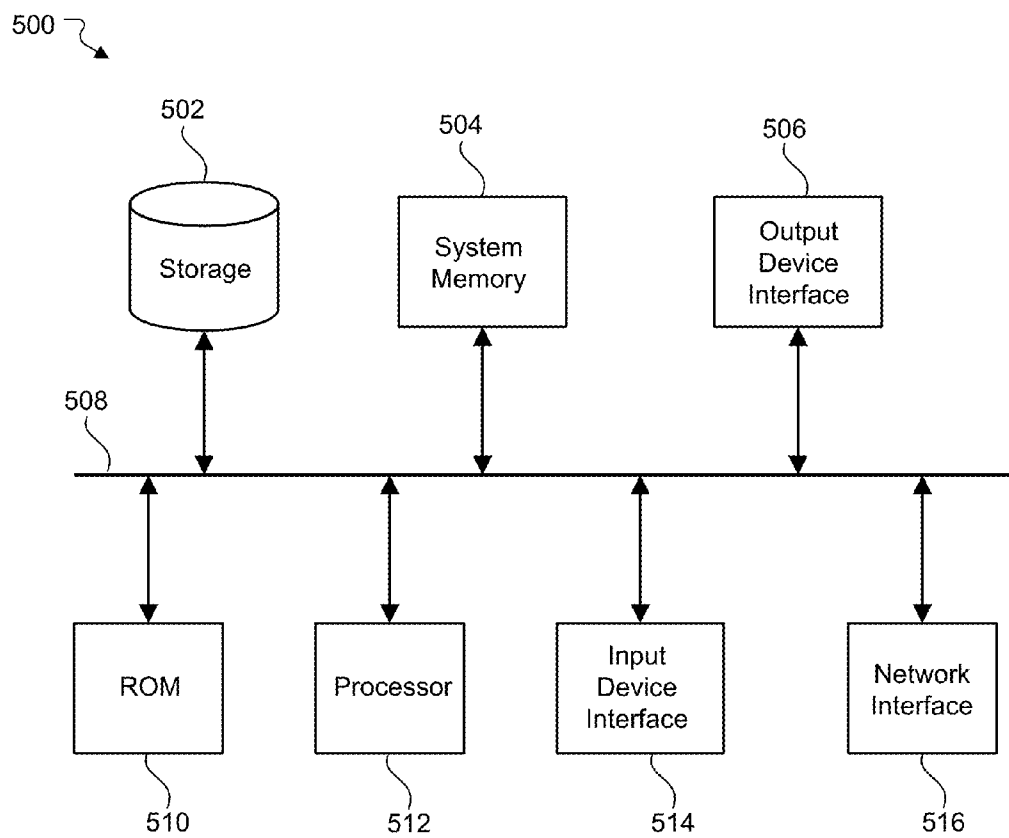 500
502
504
506
Storage
System
Memory
Output
Device
Interface
508
ROM
Processor
Input
Device
Interface
Network
Interface
510
512
514
516